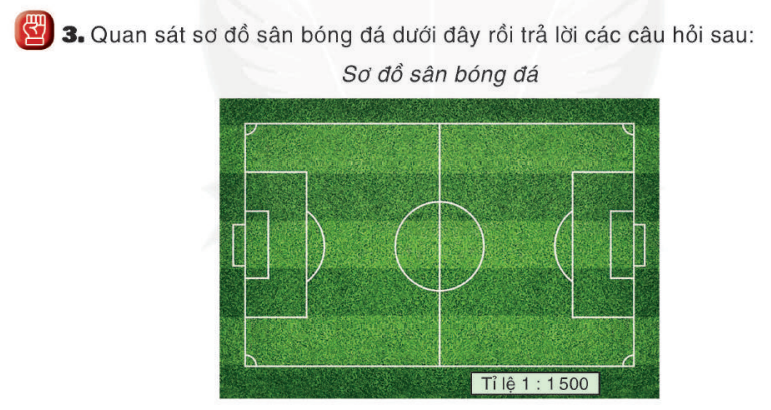 3. Quan sát sơ đồ sân bóng đá dưới đây rồi trả lời các câu hỏi sau:
Sơ đồ sân bóng đá
Tỉ lệ 1 : 1 500